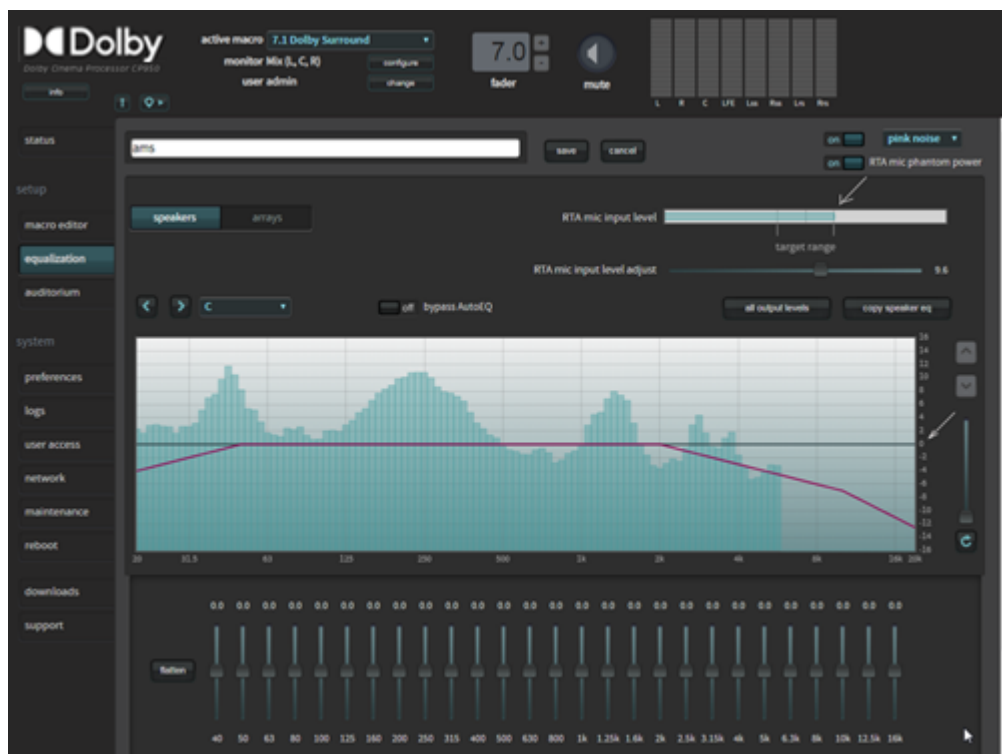 Dolby
Dolby Cinema Processor CP950
info
active macro 7.1 Dolby Surround
monitor Mix (L, C, R) configure
user admin change
7.0
+
-
fader
mute
L R C LFE Lss Rss Lrs Rrs
status
setup
macro editor
equalization
auditorium
system
preferences
logs
user access
network
maintenance
reboot
downloads
support
ams
save cancel
on pink noise
on RTA mic phantom power
speakers arrays
RTA mic input level
target range
RTA mic input level adjust 9.6
C
off bypass AutoEQ
all output levels copy speaker eq
16
14
12
10
8
6
4
2
0
-2
-4
-6
-8
-10
-12
-14
-16
20 31.5 63 125 250 500 1k 2k 4k 8k 16k 20k
0.0 0.0 0.0 0.0 0.0 0.0 0.0 0.0 0.0 0.0 0.0 0.0 0.0 0.0 0.0 0.0 0.0 0.0 0.0 0.0 0.0 0.0 0.0 0.0 0.0 0.0 0.0
flatten
40 50 63 80 100 125 160 200 250 315 400 500 630 800 1k 1.25k 1.6k 2k 2.5k 3.15k 4k 5k 6.3k 8k 10k 12.5k 16k